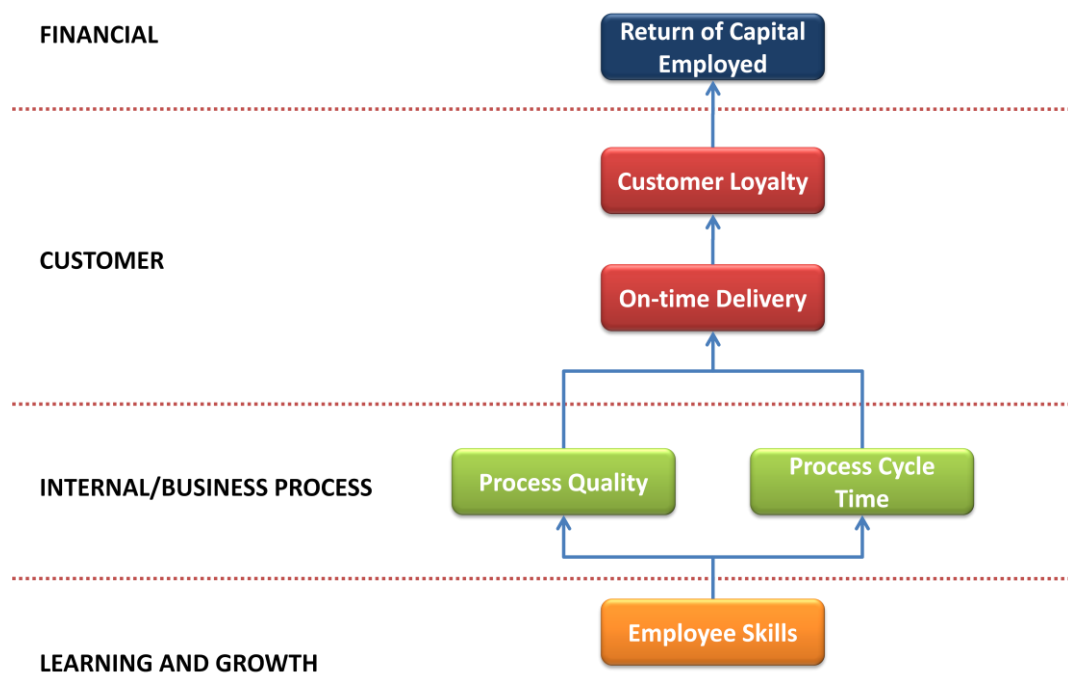 FINANCIAL
Return of Capital
Employed
Customer Loyalty
CUSTOMER
On-time Delivery
INTERNAL/BUSINESS PROCESS
Process Quality
Process Cycle
Time
Employee Skills
LEARNING AND GROWTH